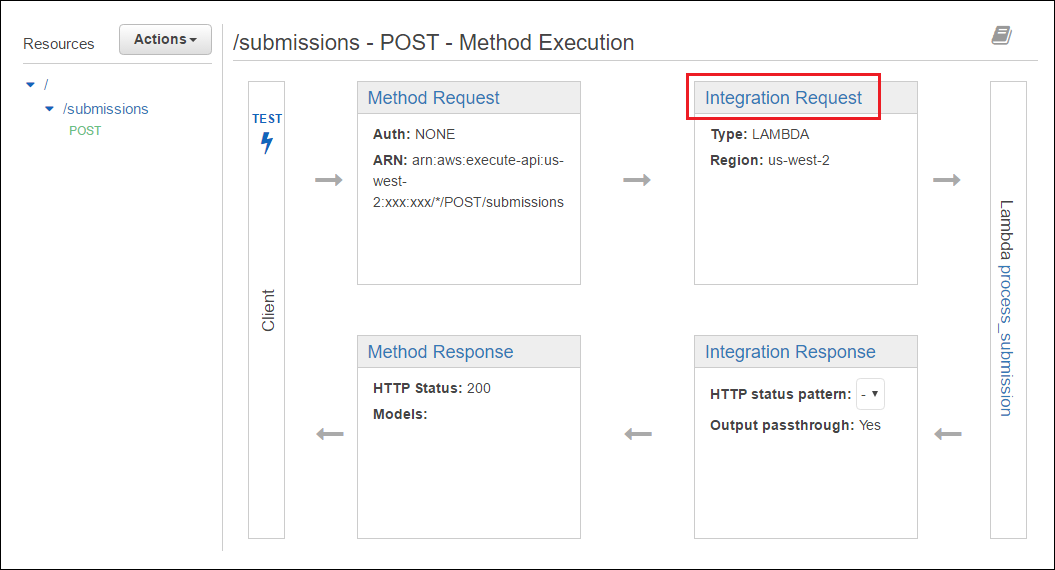 Resources
Actions
/submissions - POST - Method Execution
/
/submissions
POST
TEST
Client
Method Request
Auth: NONE
ARN: arn:aws:execute-api:us-
west-
2:xxx:xxx/*/POST/submissions
Integration Request
Type: LAMBDA
Region: us-west-2
Lambda process_submission
Method Response
HTTP Status: 200
Models:
Integration Response
HTTP status pattern: -
Output passthrough: Yes